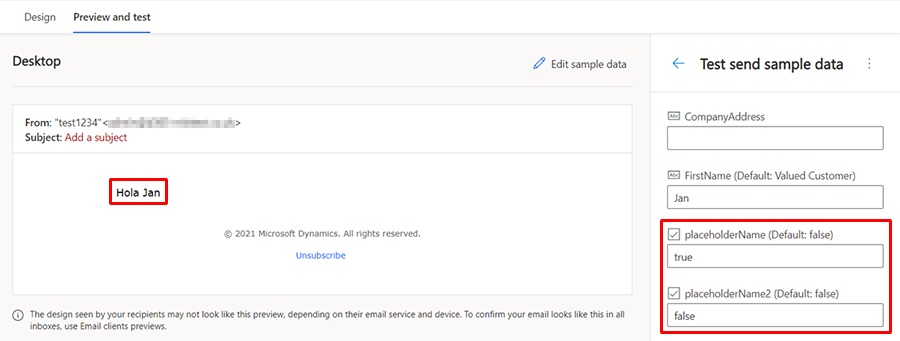 Design Preview and test
Desktop
Edit sample data
From: "test1234"< >
Subject: Add a subject
Hola Jan
© 2021 Microsoft Dynamics. All rights reserved.
Unsubscribe
The design seen by your recipients may not look like this preview, depending on their email service and device. To confirm your email looks like this in all
inboxes, use Email clients previews.
Test send sample data
Abc CompanyAddress
Abc FirstName (Default: Valued Customer)
Jan
placeholderName (Default: false)
true
placeholderName2 (Default: false)
false